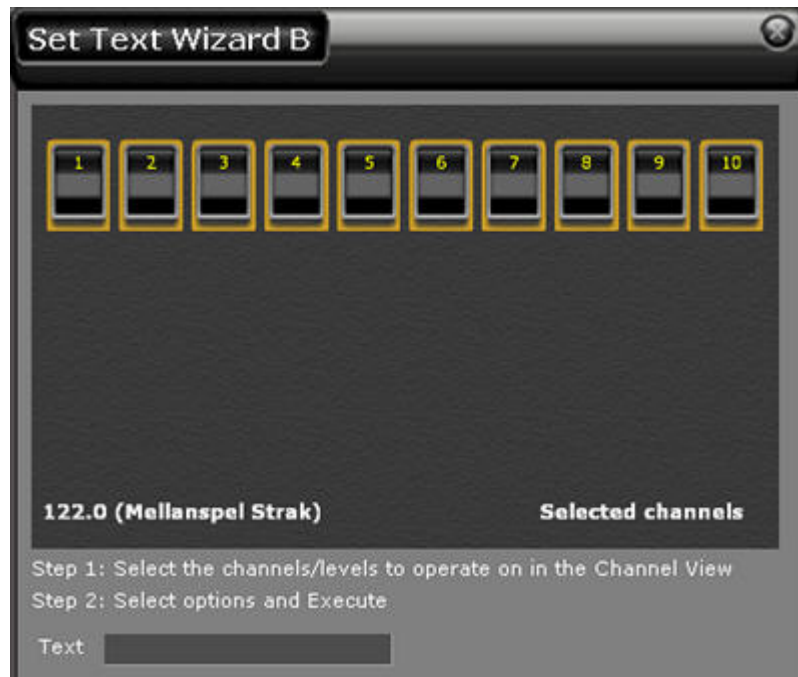 Set Text Wizard B
1 2 3 4 5 6 7 8 9 10
122.0 (Mellanspel Strak) Selected channels
Step 1: Select the channels/levels to operate on in the Channel View
Step 2: Select options and Execute
Text